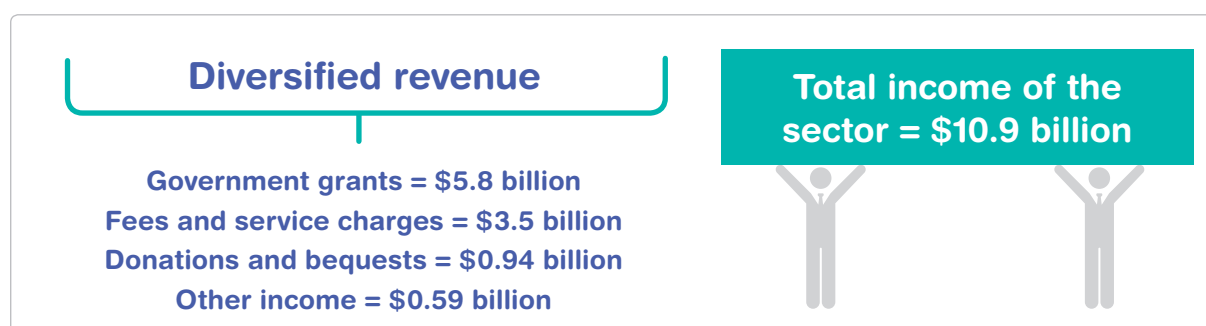 Diversified revenue
Government grants = $5.8 billion
Fees and service charges = $3.5 billion
Donations and bequests = $0.94 billion
Other income = $0.59 billion
Total income of the
sector = $10.9 billion